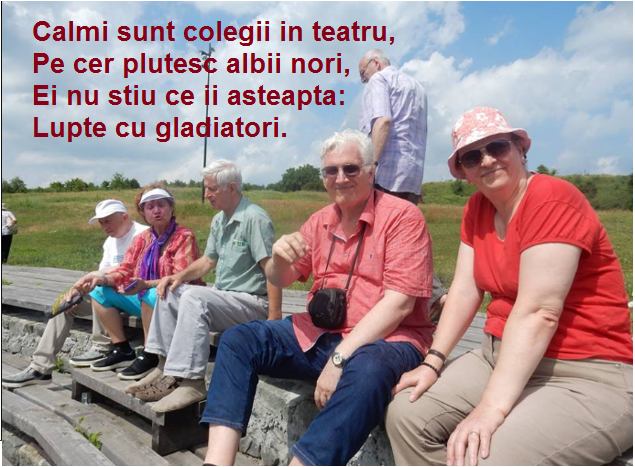 Calmi sunt colegii in teatru,
Pe cer plutesc albii nori,
Ei nu stiu ce ii asteapta:
Lupte cu gladiatori.